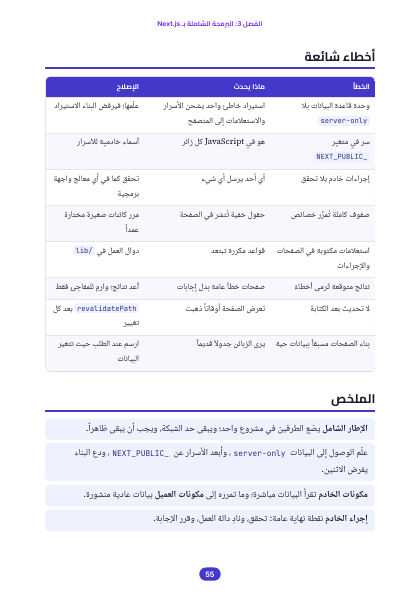 الفصل 3: البرمجة الشاملة بـ Next.js
أخطاء شائعة
الخطأ ماذا يحدث الإصلاح
وحدة قاعدة البيانات بلا استيراد خاطئ واحد يشحن الأسرار علّمها؛ فيرفض البناء الاستيراد
server-only والاستعلامات إلى المتصفح
سر في متغير هو في JavaScript كل زائر أسماء خادمية للأسرار
NEXT_PUBLIC_
إجراءات خادم بلا تحقق أي أحد يرسل أي شيء تحقق كما في أي معالج واجهة
برمجية
صفوف كاملة تُمرَّر خصائص حقول خفية تُنشر في الصفحة مرر كائنات صغيرة مختارة
عمداً
استعلامات مكتوبة في الصفحات قواعد مكررة تبتعد دوال العمل في lib/
والإجراءات
نتائج متوقعة تُرمى أخطاءً صفحات خطأ عامة بدل إجابات أعد نتائج؛ وارمِ للمفاجئ فقط
لا تحديث بعد الكتابة تعرض الصفحة أوقاتاً ذهبت revalidatePath بعد كل
تغيير
بناء الصفحات مسبقاً ببيانات حية يرى الزبائن جدولاً قديماً ارسم عند الطلب حيث تتغير
البيانات
الملخص
الإطار الشامل يضع الطرفين في مشروع واحد؛ ويبقى حد الشبكة، ويجب أن يبقى ظاهراً.
علّم الوصول إلى البيانات server-only، وأبعد الأسرار عن NEXT_PUBLIC_، ودع البناء
يفرض الاثنين.
مكونات الخادم تقرأ البيانات مباشرة؛ وما تمرره إلى مكونات العميل بيانات عادية منشورة.
إجراء الخادم نقطة نهاية عامة: تحقق، ونادِ دالة العمل، وقرر الإجابة.
55